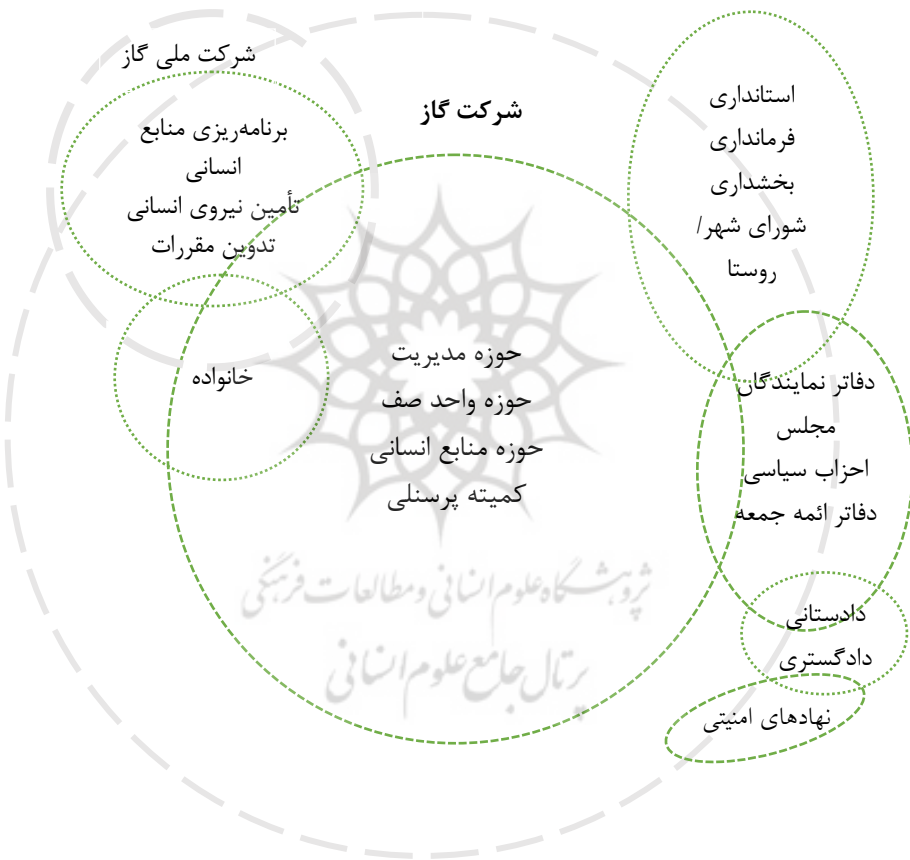 شرکت ملی گاز
برنامه‌ریزی منابع
انسانی
تأمین نیروی انسانی
تدوین مقررات
خانواده
شرکت گاز
حوزه مدیریت
حوزه واحد صف
حوزه منابع انسانی
کمیته پرسنلی
استانداری
فرمانداری
بخشداری
شورای شهر/
روستا
دفاتر نمایندگان
مجلس
احزاب سیاسی
دفاتر ائمه جمعه
دادستانی
دادگستری
نهادهای امنیتی
پژوهشگاه علوم انسانی و مطالعات فرهنگی
پرتال جامع علوم انسانی